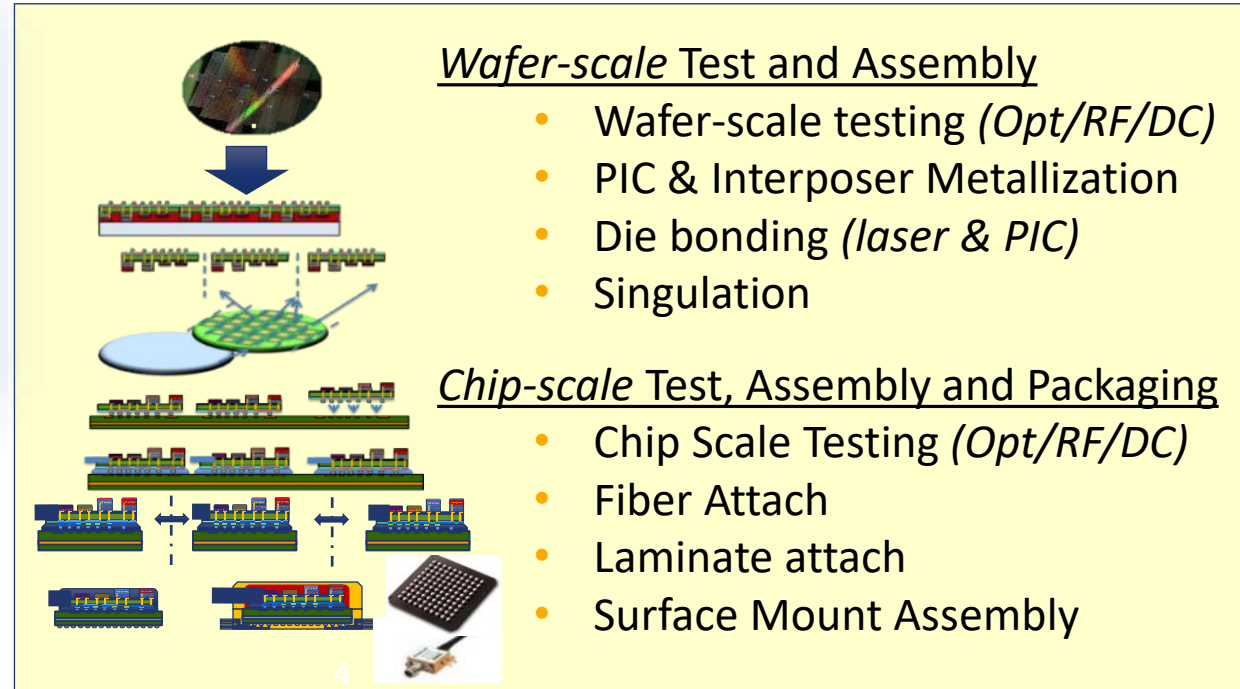 Wafer-scale Test and Assembly
• Wafer-scale testing (Opt/RF/DC)
• PIC & Interposer Metallization
• Die bonding (laser & PIC)
• Singulation
Chip-scale Test, Assembly and Packaging
• Chip Scale Testing (Opt/RF/DC)
• Fiber Attach
• Laminate attach
• Surface Mount Assembly
4